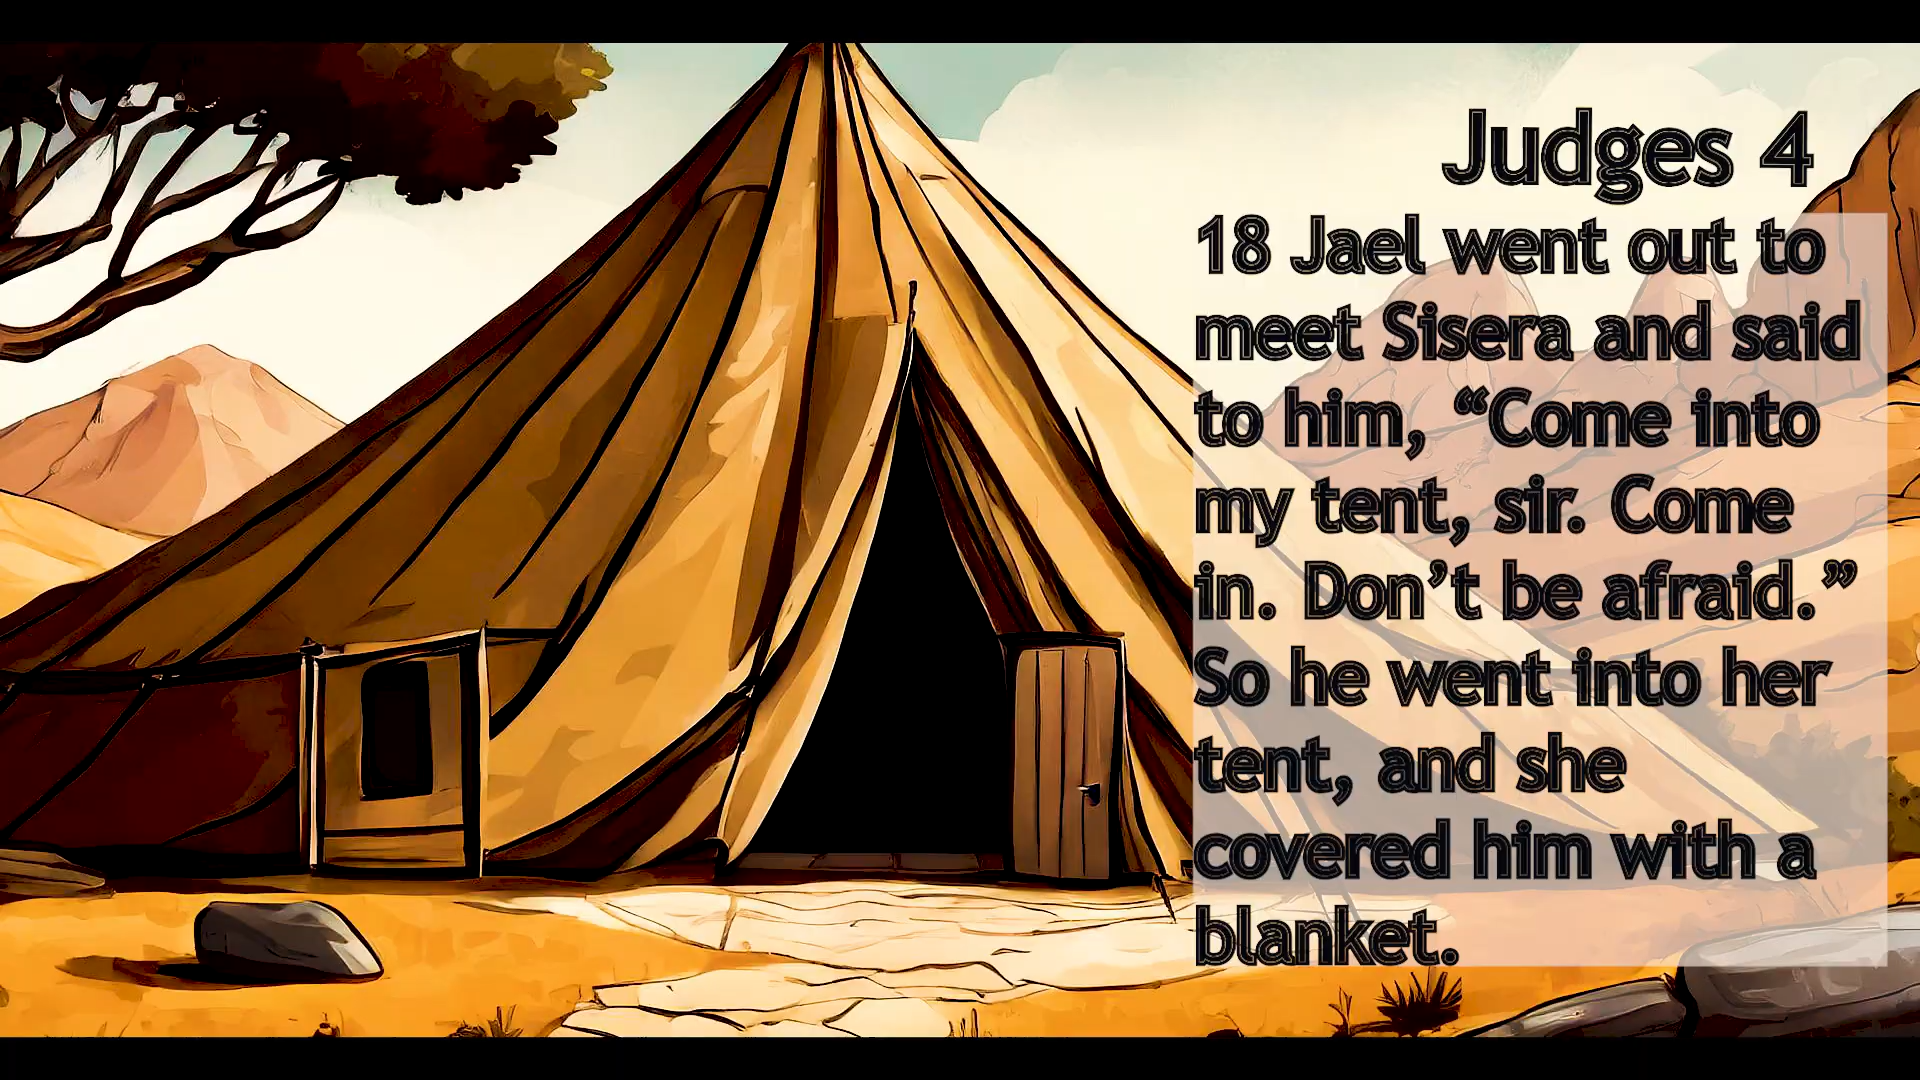 Judges 4
18 Jael went out to
meet Sisera and said
to him, “Come into
my tent, sir. Come
in. Don’t be afraid.”
So he went into her
tent, and she
covered him with a
blanket.